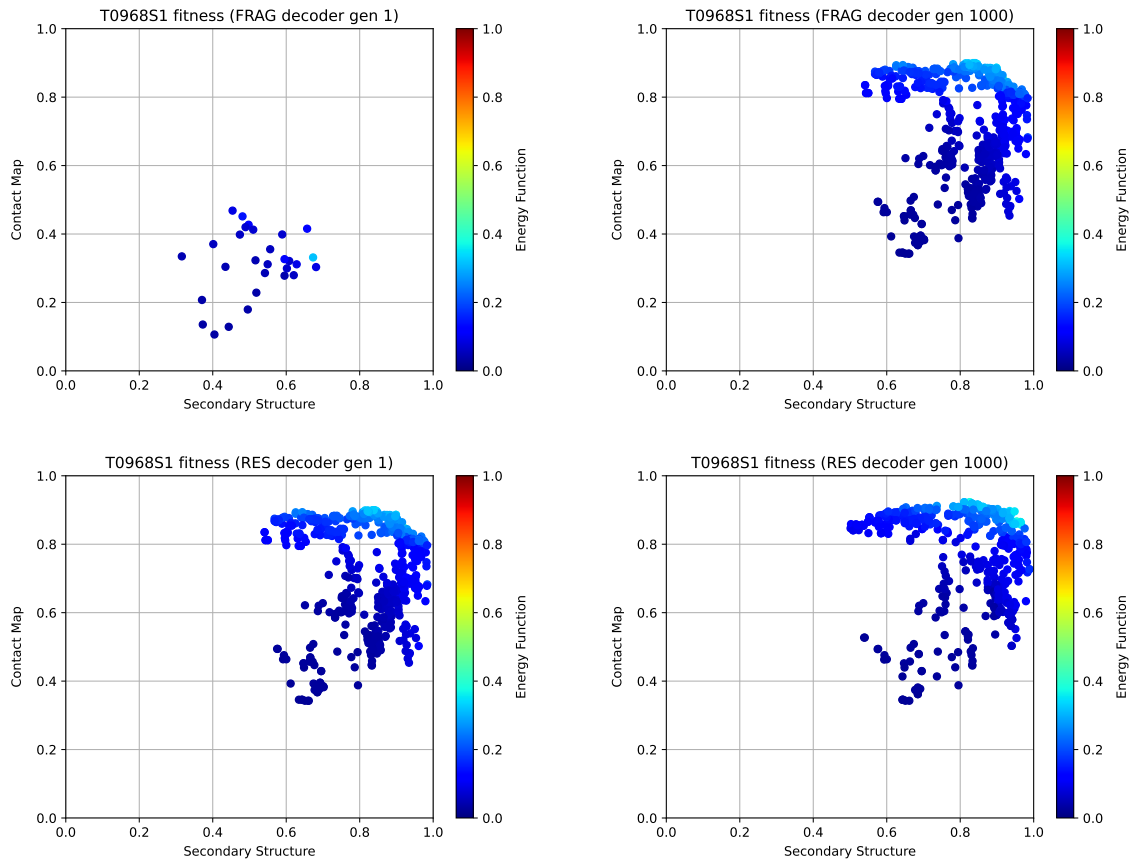 T0968S1 fitness (FRAG decoder gen 1)
1.0
0.8
0.6
0.4
0.2
0.0
Contact Map
0.0 0.2 0.4 0.6 0.8 1.0
Secondary Structure
1.0
0.8
0.6
0.4
0.2
0.0
Energy Function
T0968S1 fitness (FRAG decoder gen 1000)
1.0
0.8
0.6
0.4
0.2
0.0
Contact Map
0.0 0.2 0.4 0.6 0.8 1.0
Secondary Structure
1.0
0.8
0.6
0.4
0.2
0.0
Energy Function
T0968S1 fitness (RES decoder gen 1)
1.0
0.8
0.6
0.4
0.2
0.0
Contact Map
0.0 0.2 0.4 0.6 0.8 1.0
Secondary Structure
1.0
0.8
0.6
0.4
0.2
0.0
Energy Function
T0968S1 fitness (RES decoder gen 1000)
1.0
0.8
0.6
0.4
0.2
0.0
Contact Map
0.0 0.2 0.4 0.6 0.8 1.0
Secondary Structure
1.0
0.8
0.6
0.4
0.2
0.0
Energy Function